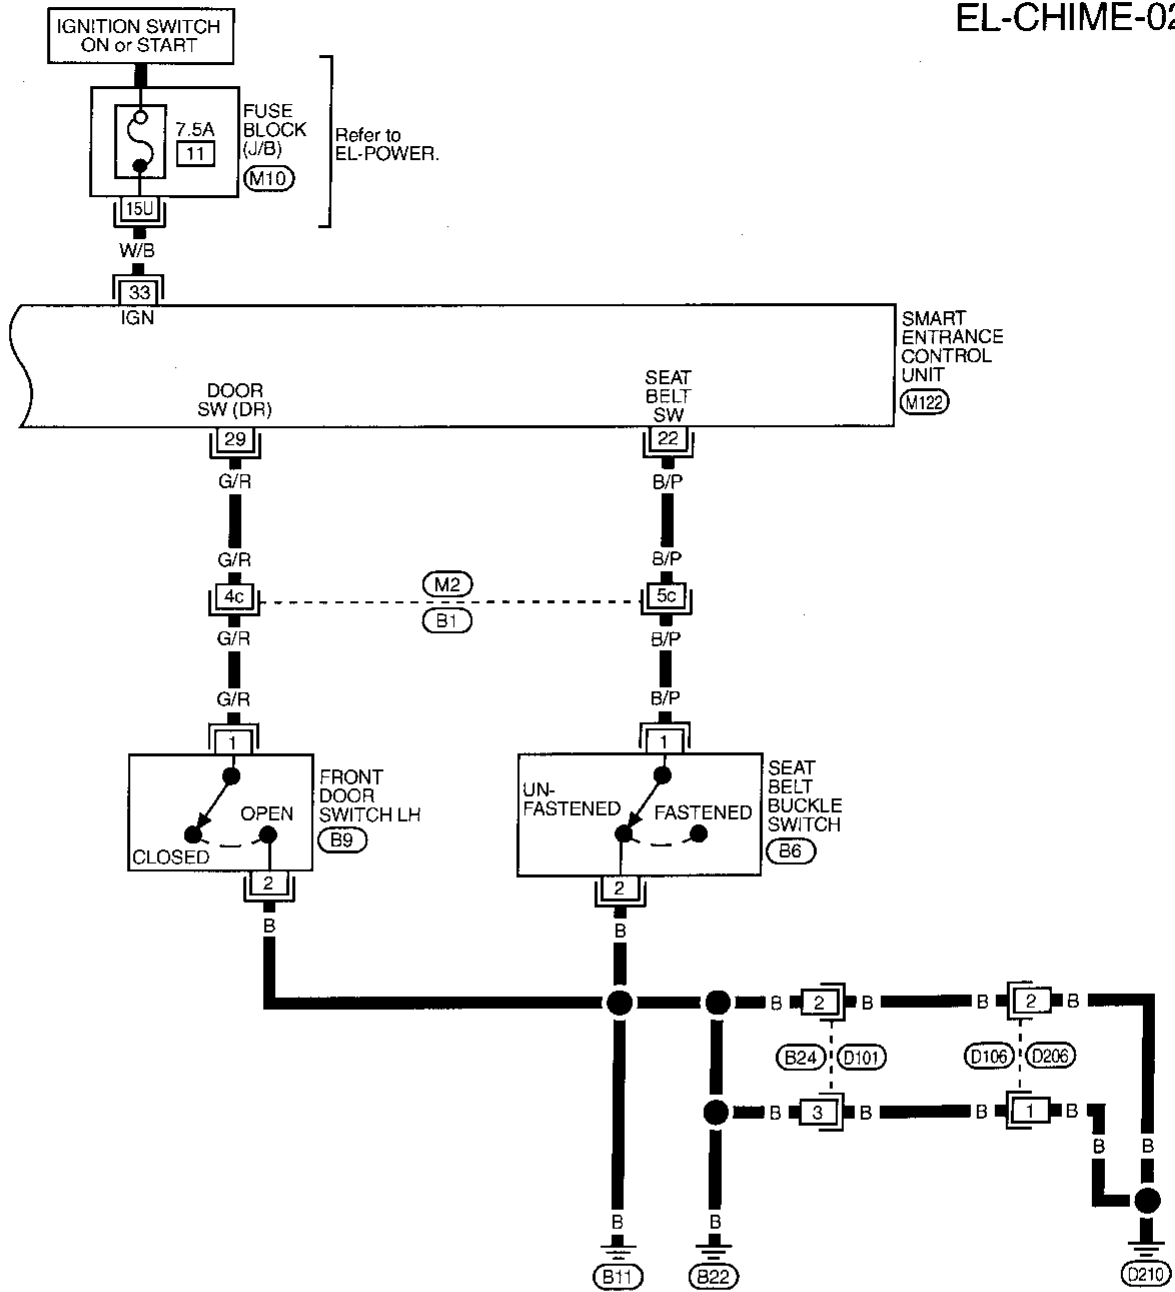 EL-CHIME-02
IGNITION SWITCH
ON or START
7.5A
11
FUSE
BLOCK
(J/B)
M10
Refer to
EL-POWER.
15U
W/B
33
IGN
SMART
ENTRANCE
CONTROL
UNIT
M122
DOOR
SW (DR)
SEAT
BELT
SW
29
22
G/R
B/P
G/R
B/P
4c
M2
B1
5c
G/R
B/P
G/R
B/P
1
1
FRONT
DOOR
SWITCH LH
B9
OPEN
CLOSED
UN-
FASTENED
FASTENED
SEAT
BELT
BUCKLE
SWITCH
B6
2
2
B
B
B
2
B
B
2
B
B24
D101
D106
D206
B
3
B
B
1
B
B
B
B
B
B11
B22
D210